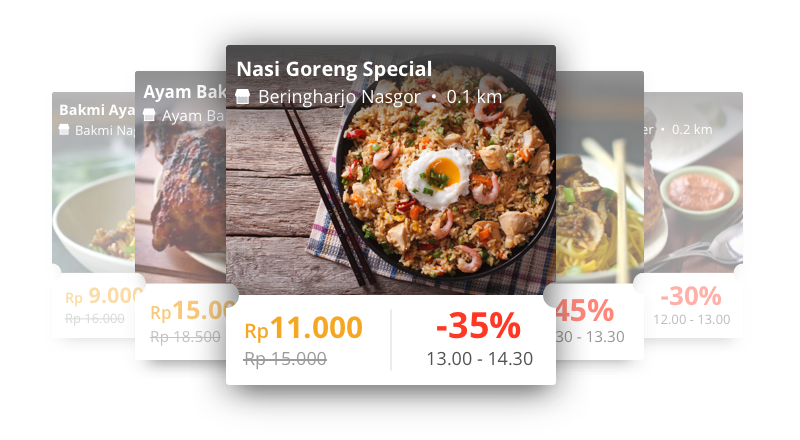 Nasi Goreng Special
Beringharjo Nasgor • 0.1 km
Rp11.000
Rp 15.000
-35%
13.00 - 14.30
Ayam Bak
Ayam Ba
Rp15.00
Rp 18.500
Bakmi Aya
Bakmi Na
Rp 9.000
Rp 16.000
45%
30 - 13.30
er • 0.2 km
-30%
12.00 - 13.00